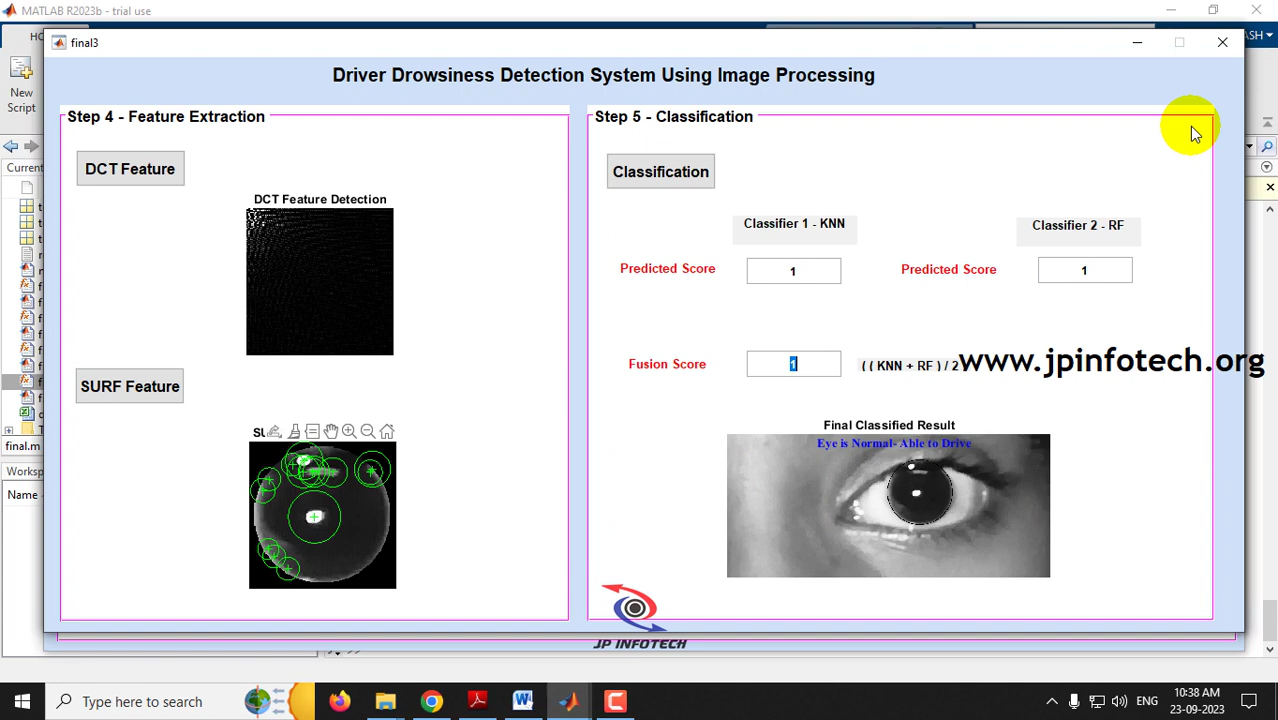 MATLAB R2023b - trial use
final3
New
Script
Current
final.m
Name
Driver Drowsiness Detection System Using Image Processing
Step 4 - Feature Extraction
DCT Feature
DCT Feature Detection
SURF Feature
Step 5 - Classification
Classification
Classifier 1 - KNN
Classifier 2 - RF
Predicted Score
1
Predicted Score
1
Fusion Score
1
( ( KNN + RF ) / 2
www.jpinfotech.org
Final Classified Result
Eye is Normal- Able to Drive
JP INFOTECH
Type here to search
ENG
10:38 AM
23-09-2023